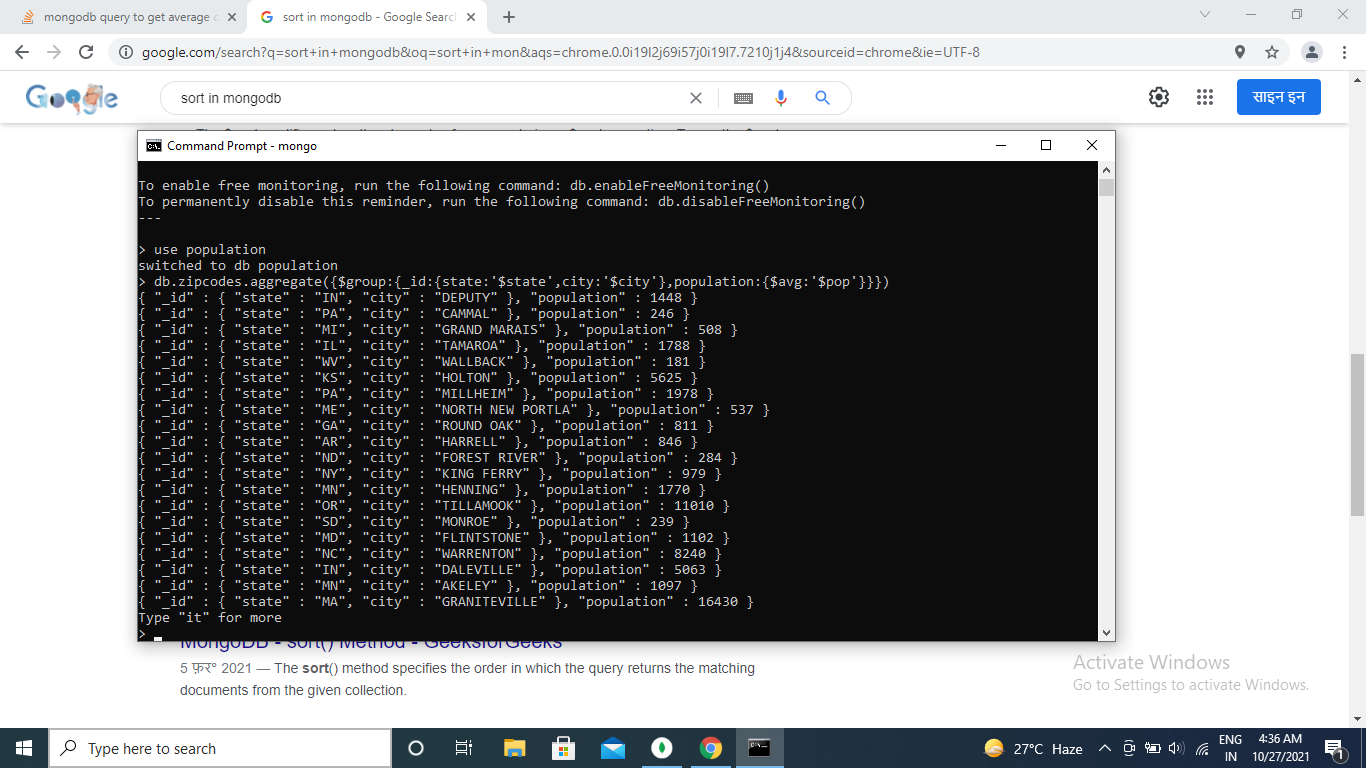 mongodb query to get average c
sort in mongodb - Google Search
google.com/search?q=sort+in+mongodb&oq=sort+in+mon&aqs=chrome.0.0i19l2j69i57j0i19l7.7210j1j4&sourceid=chrome&ie=UTF-8
Google
sort in mongodb
साइन इन
Command Prompt - mongo
To enable free monitoring, run the following command: db.enableFreeMonitoring()
To permanently disable this reminder, run the following command: db.disableFreeMonitoring()
---
> use population
switched to db population
> db.zipcodes.aggregate({$group:{_id:{state:'$state',city:'$city'},population:{$avg:'$pop'}}})
{ "_id" : { "state" : "IN", "city" : "DEPUTY" }, "population" : 1448 }
{ "_id" : { "state" : "PA", "city" : "CAMMAL" }, "population" : 246 }
{ "_id" : { "state" : "MI", "city" : "GRAND MARAIS" }, "population" : 508 }
{ "_id" : { "state" : "IL", "city" : "TAMAROA" }, "population" : 1788 }
{ "_id" : { "state" : "WV", "city" : "WALLBACK" }, "population" : 181 }
{ "_id" : { "state" : "KS", "city" : "HOLTON" }, "population" : 5625 }
{ "_id" : { "state" : "PA", "city" : "MILLHEIM" }, "population" : 1978 }
{ "_id" : { "state" : "ME", "city" : "NORTH NEW PORTLA" }, "population" : 537 }
{ "_id" : { "state" : "GA", "city" : "ROUND OAK" }, "population" : 811 }
{ "_id" : { "state" : "AR", "city" : "HARRELL" }, "population" : 846 }
{ "_id" : { "state" : "ND", "city" : "FOREST RIVER" }, "population" : 284 }
{ "_id" : { "state" : "NY", "city" : "KING FERRY" }, "population" : 979 }
{ "_id" : { "state" : "MN", "city" : "HENNING" }, "population" : 1770 }
{ "_id" : { "state" : "OR", "city" : "TILLAMOOK" }, "population" : 11010 }
{ "_id" : { "state" : "SD", "city" : "MONROE" }, "population" : 239 }
{ "_id" : { "state" : "MD", "city" : "FLINTSTONE" }, "population" : 1102 }
{ "_id" : { "state" : "NC", "city" : "WARRENTON" }, "population" : 8240 }
{ "_id" : { "state" : "IN", "city" : "DALEVILLE" }, "population" : 5063 }
{ "_id" : { "state" : "MN", "city" : "AKELEY" }, "population" : 1097 }
{ "_id" : { "state" : "MA", "city" : "GRANITEVILLE" }, "population" : 16430 }
Type "it" for more
>
MongoDB - sort() Method - GeeksforGeeks
5 फ़र॰ 2021 — The sort() method specifies the order in which the query returns the matching
documents from the given collection.
Activate Windows
Go to Settings to activate Windows.
Type here to search
27°C Haze
ENG
IN
4:36 AM
10/27/2021
1